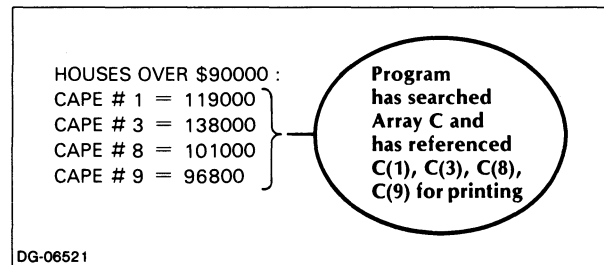 HOUSES OVER $90000 :
CAPE # 1 = 119000
CAPE # 3 = 138000
CAPE # 8 = 101000
CAPE # 9 = 96800
Program
has searched
Array C and
has referenced
C(1), C(3), C(8),
C(9) for printing
DG-06521